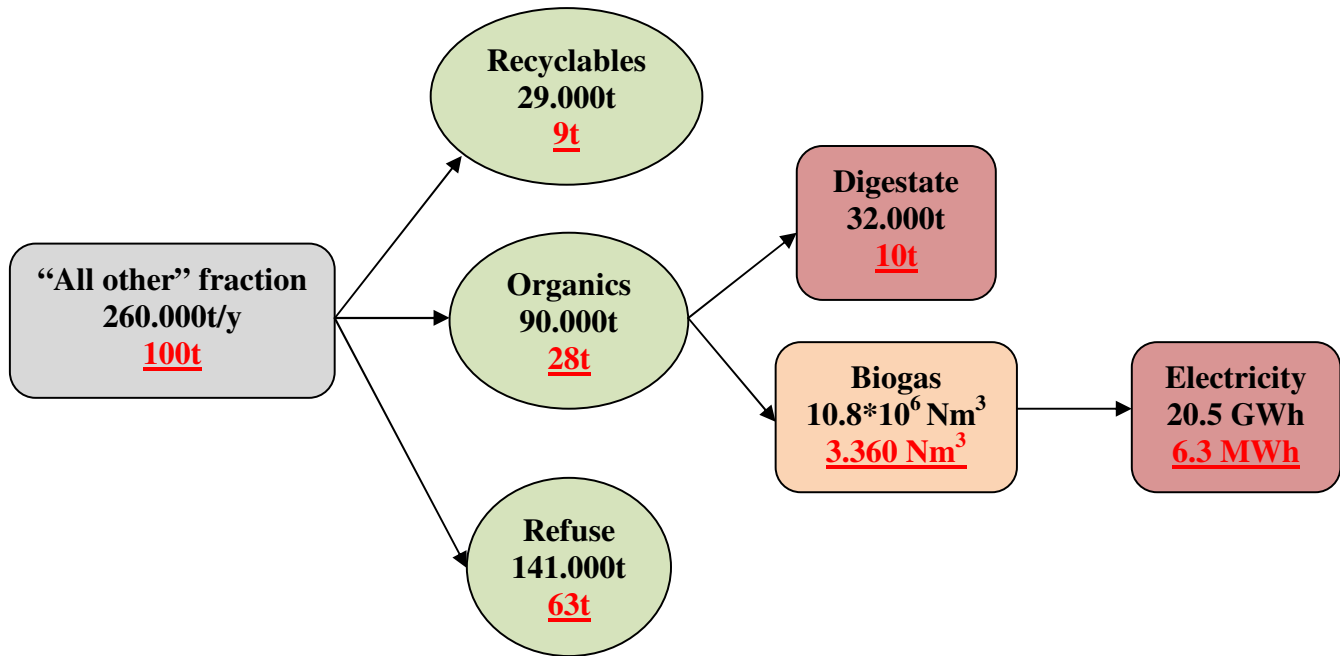 “All other” fraction
260.000t/y
100t
Recyclables
29.000t
9t
Organics
90.000t
28t
Refuse
141.000t
63t
Digestate
32.000t
10t
Biogas
10.8*10⁶ Nm³
3.360 Nm³
Electricity
20.5 GWh
6.3 MWh